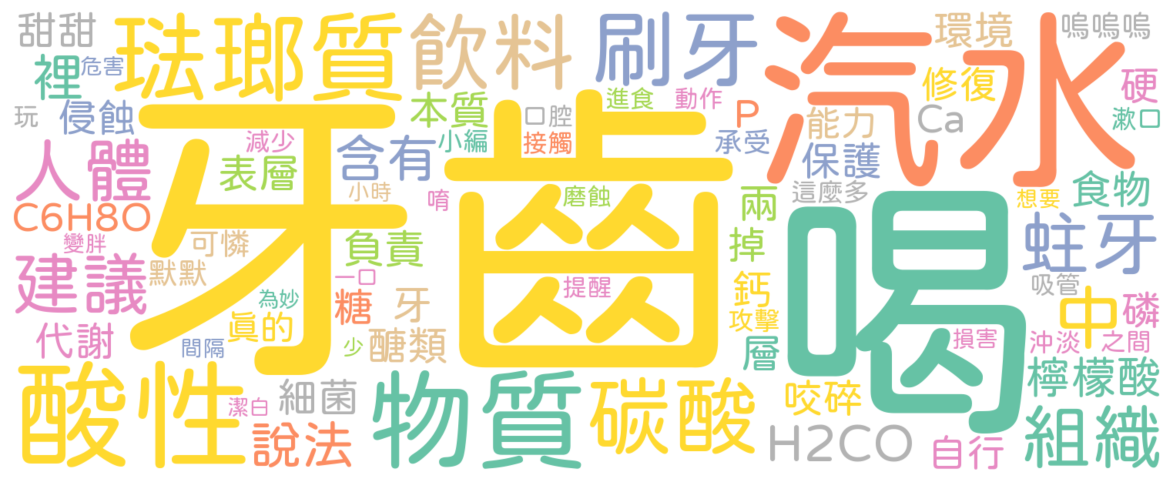 甜甜 琺瑯質 飲料 刷牙 汽水 環境 嗚嗚嗚
裡 危害 修復 硬
玩 侵蝕 本質 進食 動作 P 能力 Ca 漱口
減少 小編 口腔 接觸 承受
人體 牙齒 表層 含有 保護
C6H8O 小時 唷 磨蝕 兩 這麼多 想要 食物
變胖 可憐 負責 掉 喝 蛀牙
建議 默默 一口 提醒 鈣 吸管 中 磷
為妙 糖 牙 攻擊
代謝 間隔 真的 少 醣類 層 損害 沖淡 之間
酸性 潔白 細菌 物質 碳酸 咬碎 檸檬酸
說法 H2CO 自行 組織